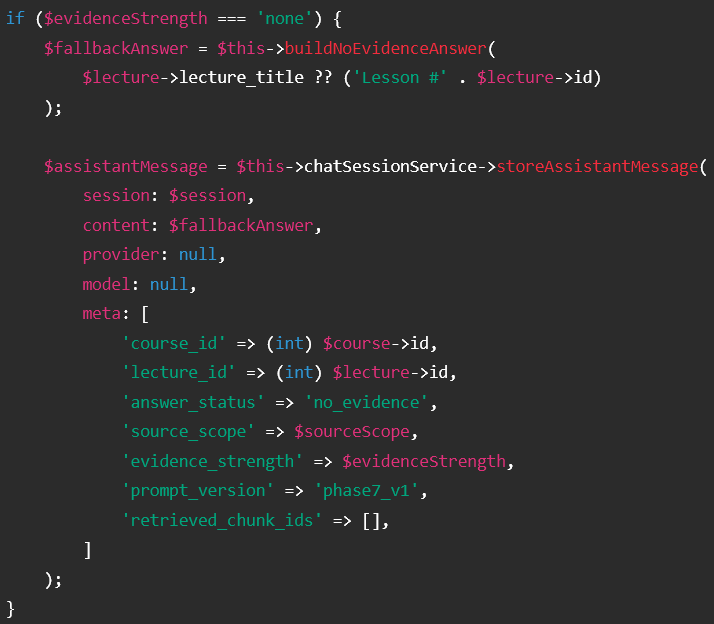 if ($evidenceStrength === 'none') {
    $fallbackAnswer = $this->buildNoEvidenceAnswer(
        $lecture->lecture_title ?? ('Lesson #' . $lecture->id)
    );

    $assistantMessage = $this->chatSessionService->storeAssistantMessage(
        session: $session,
        content: $fallbackAnswer,
        provider: null,
        model: null,
        meta: [
            'course_id' => (int) $course->id,
            'lecture_id' => (int) $lecture->id,
            'answer_status' => 'no_evidence',
            'source_scope' => $sourceScope,
            'evidence_strength' => $evidenceStrength,
            'prompt_version' => 'phase7_v1',
            'retrieved_chunk_ids' => [],
        ]
    );
}